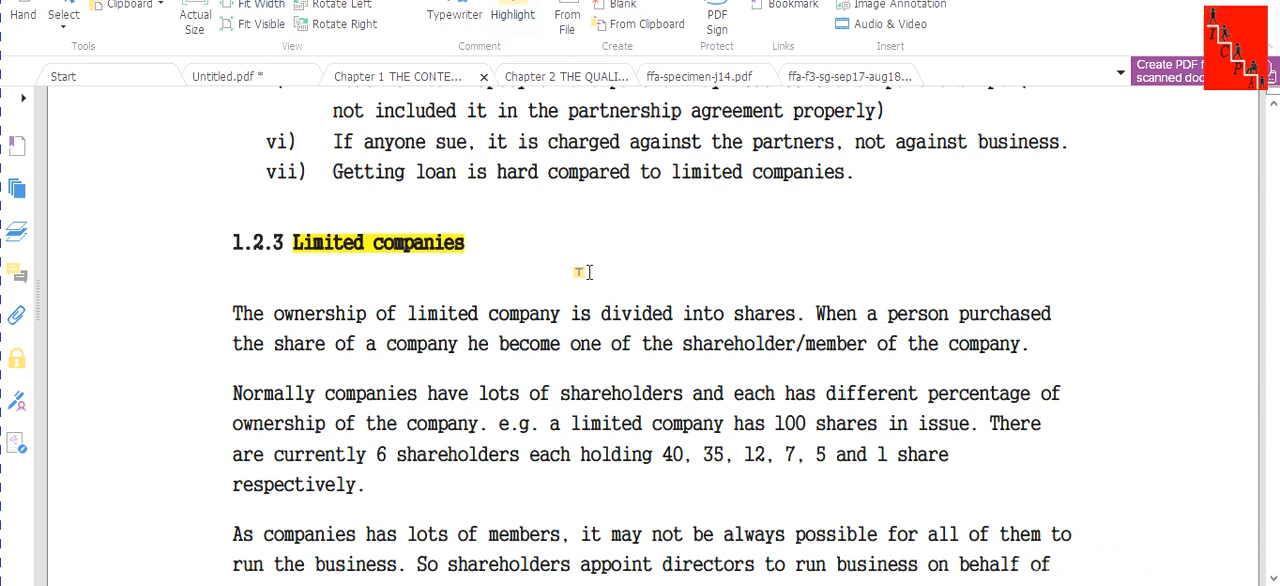 Clipboard
Fit Width
Rotate Left
Blank
Bookmark
Image Annotation
Hand
Select
Actual
Size
Fit Visible
Rotate Right
Typewriter
Highlight
From
File
From Clipboard
PDF
Sign
Audio & Video
Tools
View
Comment
Create
Protect
Links
Insert
Start
Untitled.pdf *
Chapter 1 THE CONTE...
Chapter 2 THE QUALI...
ffa-specimen-j14.pdf
ffa-f3-sg-sep17-aug18...
Create PDF f
scanned doc
T
C
P
A
not included it in the partnership agreement properly)
vi) If anyone sue, it is charged against the partners, not against business.
vii) Getting loan is hard compared to limited companies.
1.2.3 Limited companies
The ownership of limited company is divided into shares. When a person purchased
the share of a company he become one of the shareholder/member of the company.
Normally companies have lots of shareholders and each has different percentage of
ownership of the company. e.g. a limited company has 100 shares in issue. There
are currently 6 shareholders each holding 40, 35, 12, 7, 5 and 1 share
respectively.
As companies has lots of members, it may not be always possible for all of them to
run the business. So shareholders appoint directors to run business on behalf of